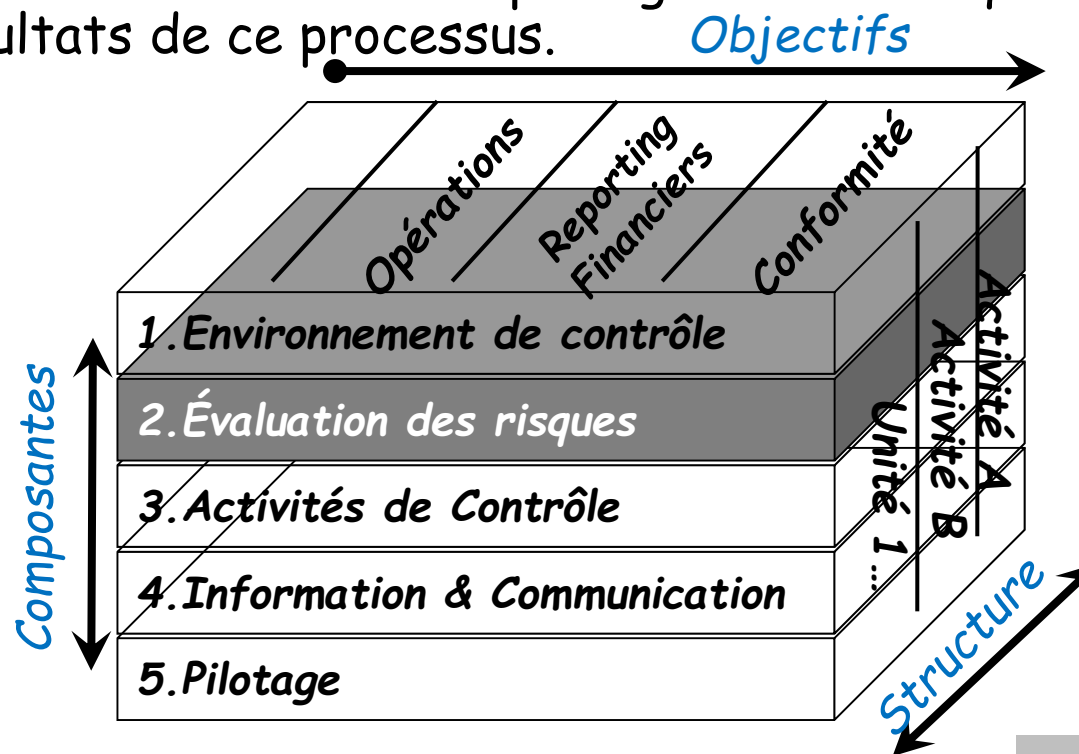 ultats de ce processus.
Objectifs
Opérations
Reporting
Financiers
Conformité
1.Environnement de contrôle
2.Évaluation des risques
3.Activités de Contrôle
4.Information & Communication
5.Pilotage
Composantes
Unité 1...
Activité B
Activité A
Structure